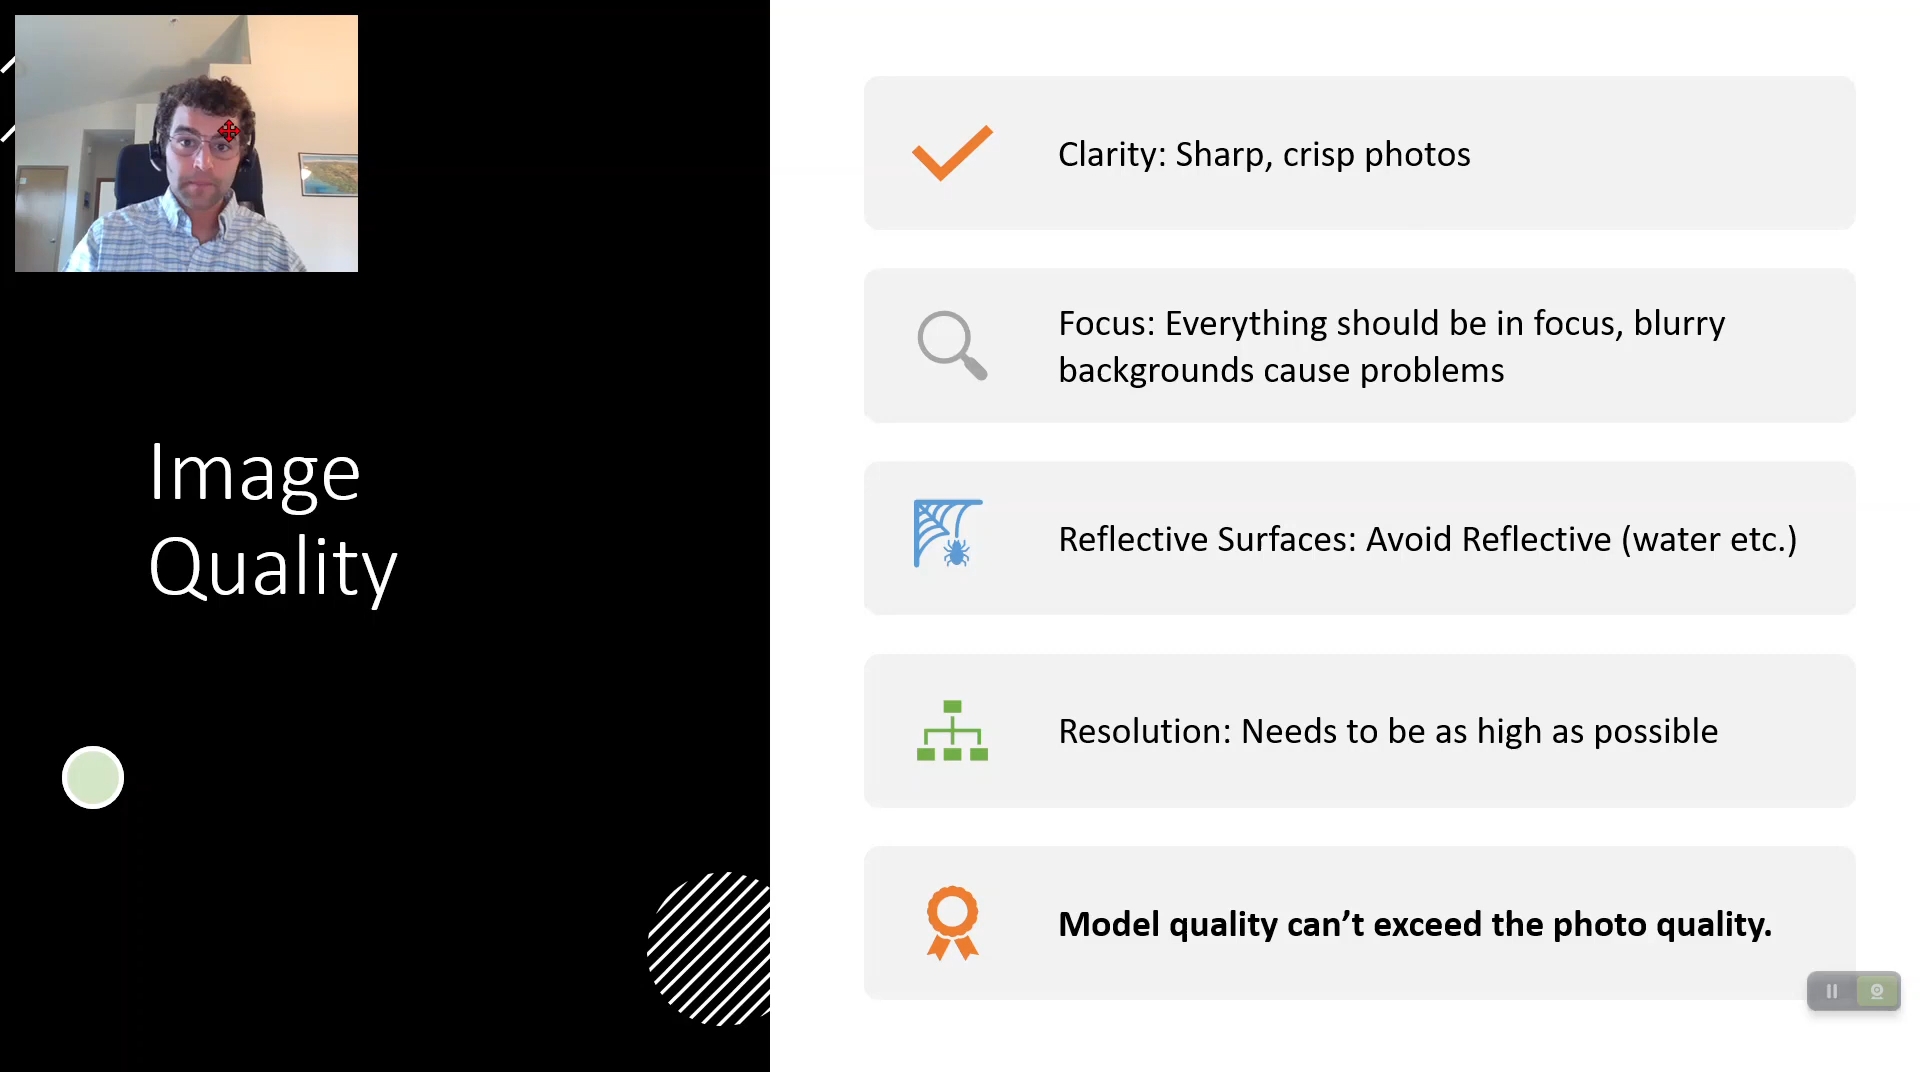 Image
Quality
Clarity: Sharp, crisp photos
Focus: Everything should be in focus, blurry
backgrounds cause problems
Reflective Surfaces: Avoid Reflective (water etc.)
Resolution: Needs to be as high as possible
Model quality can’t exceed the photo quality.